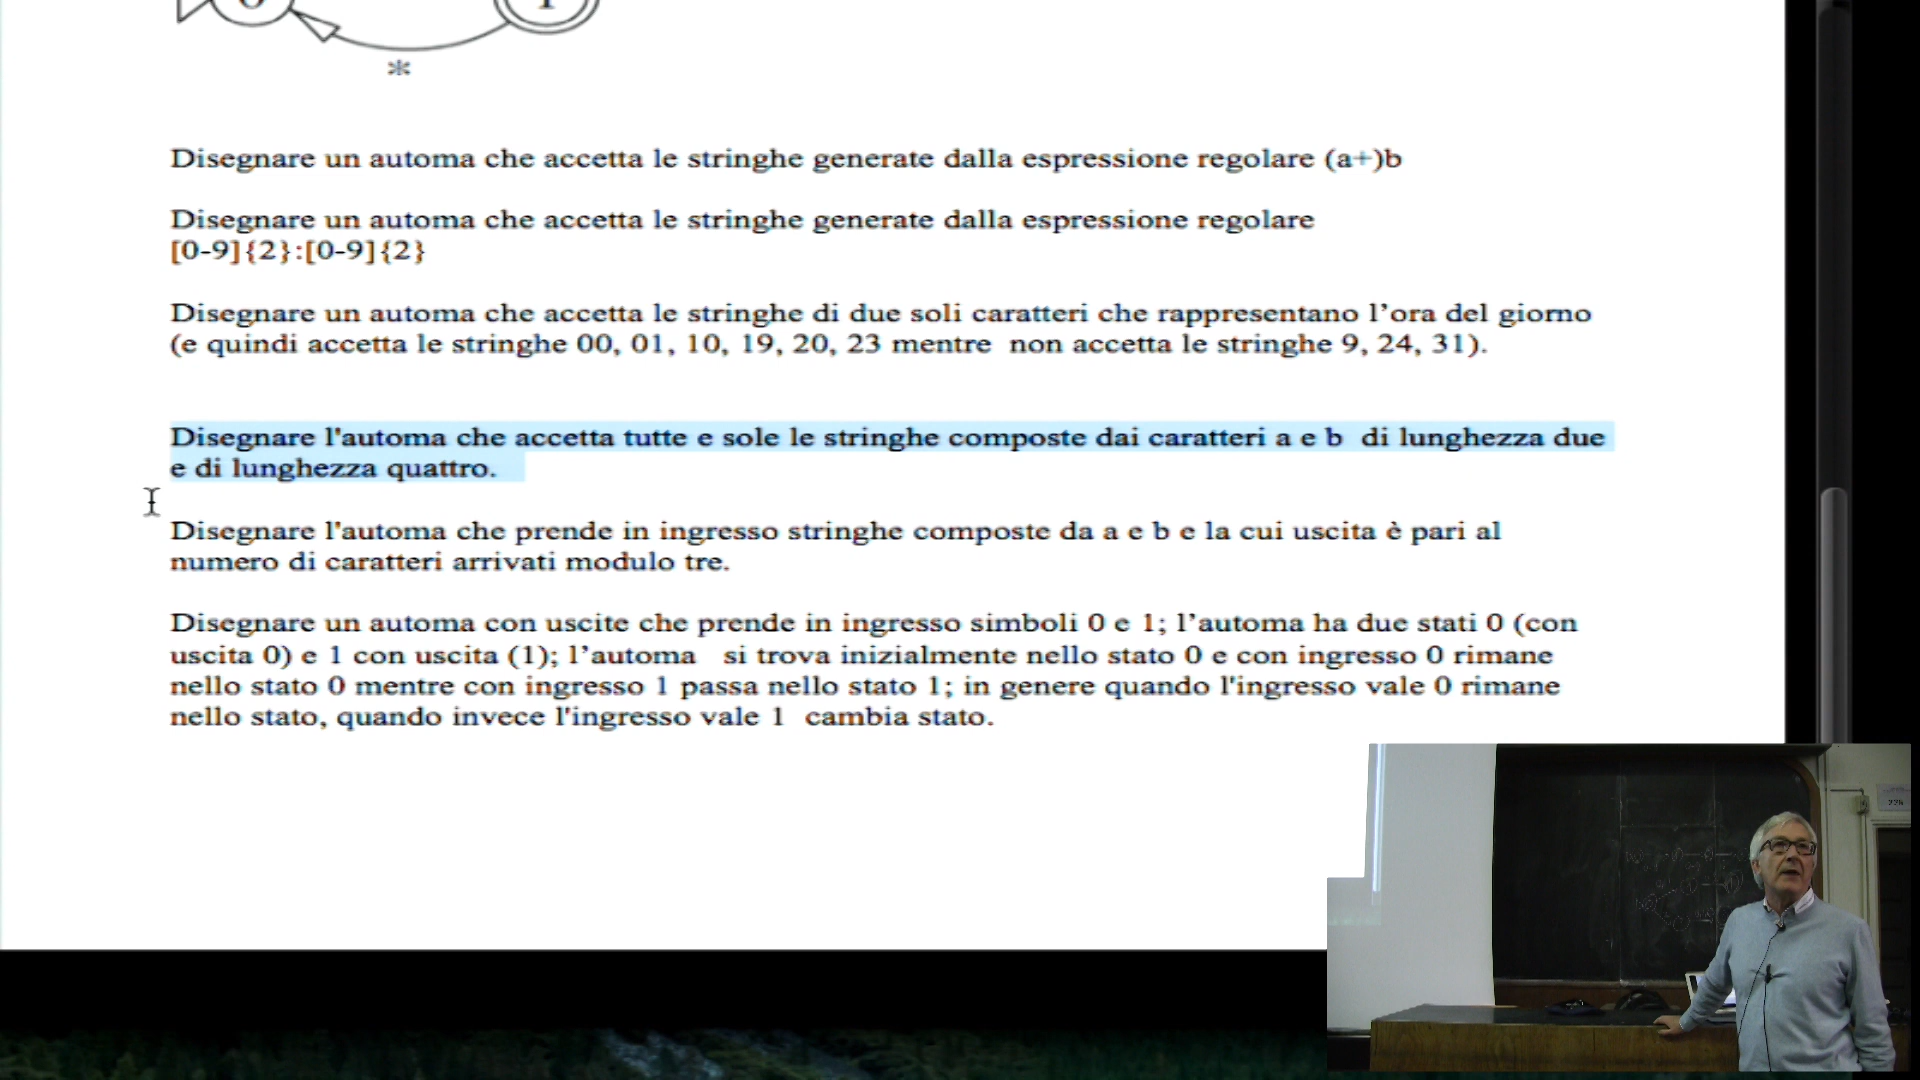 *
Disegnare un automa che accetta le stringhe generate dalla espressione regolare (a+)b
Disegnare un automa che accetta le stringhe generate dalla espressione regolare
[0-9]{2}:[0-9]{2}
Disegnare un automa che accetta le stringhe di due soli caratteri che rappresentano l’ora del giorno
(e quindi accetta le stringhe 00, 01, 10, 19, 20, 23 mentre non accetta le stringhe 9, 24, 31).
Disegnare l'automa che accetta tutte e sole le stringhe composte dai caratteri a e b di lunghezza due
e di lunghezza quattro.
Disegnare l'automa che prende in ingresso stringhe composte da a e b e la cui uscita è pari al
numero di caratteri arrivati modulo tre.
Disegnare un automa con uscite che prende in ingresso simboli 0 e 1; l’automa ha due stati 0 (con
uscita 0) e 1 con uscita (1); l’automa si trova inizialmente nello stato 0 e con ingresso 0 rimane
nello stato 0 mentre con ingresso 1 passa nello stato 1; in genere quando l'ingresso vale 0 rimane
nello stato, quando invece l'ingresso vale 1 cambia stato.